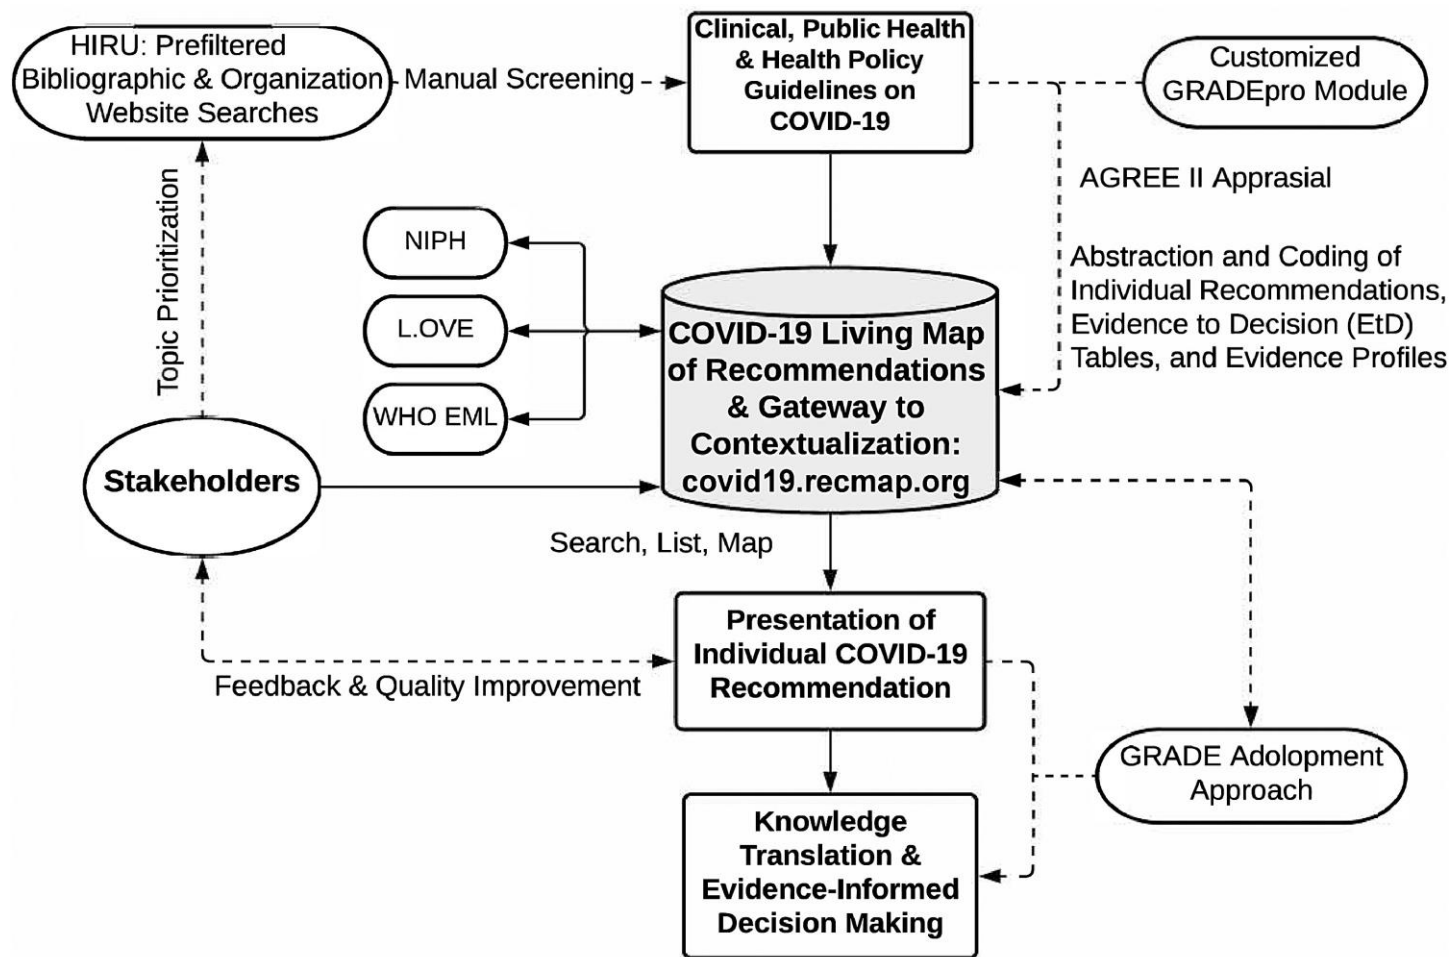 HIRU: Prefiltered
Bibliographic & Organization
Website Searches
Manual Screening
Clinical, Public Health
& Health Policy
Guidelines on
COVID-19
Customized
GRADEpro Module
AGREE II Apprasial
Topic Prioritization
NIPH
L.OVE
WHO EML
Abstraction and Coding of
Individual Recommendations,
Evidence to Decision (EtD)
Tables, and Evidence Profiles
COVID-19 Living Map
of Recommendations
& Gateway to
Contextualization:
covid19.recmap.org
Stakeholders
Search, List, Map
Presentation of
Individual COVID-19
Recommendation
Feedback & Quality Improvement
GRADE Adolopment
Approach
Knowledge
Translation &
Evidence-Informed
Decision Making